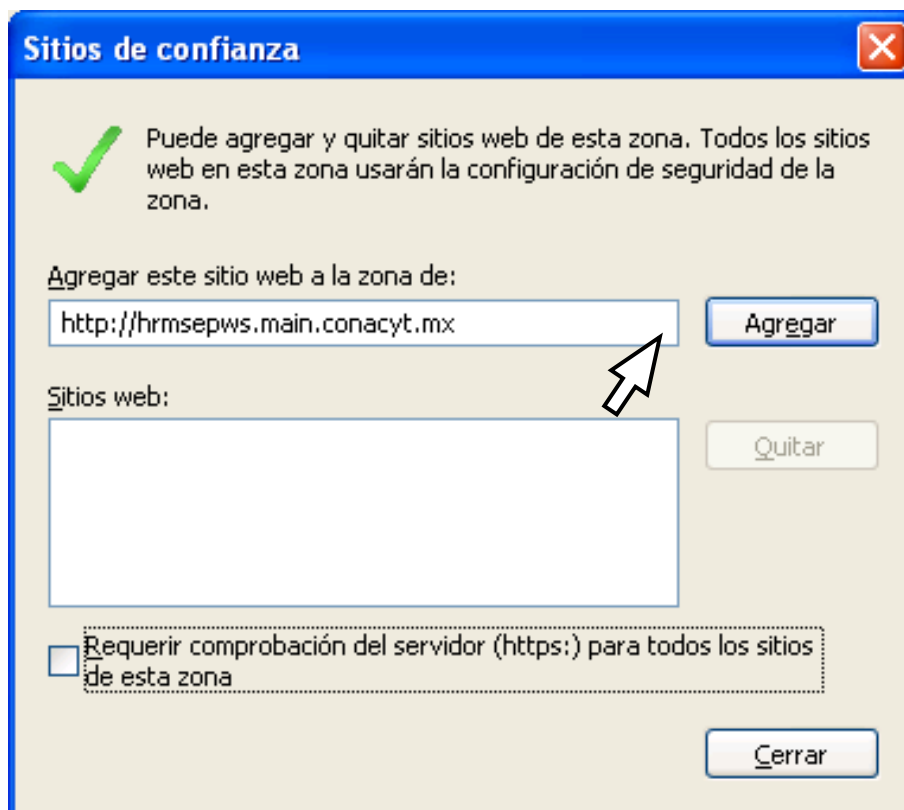 Sitios de confianza
Puede agregar y quitar sitios web de esta zona. Todos los sitios
web en esta zona usarán la configuración de seguridad de la
zona.
Agregar este sitio web a la zona de:
http://hrmsepws.main.conacyt.mx
Agregar
Sitios web:
Quitar
Requerir comprobación del servidor (https:) para todos los sitios
de esta zona
Cerrar